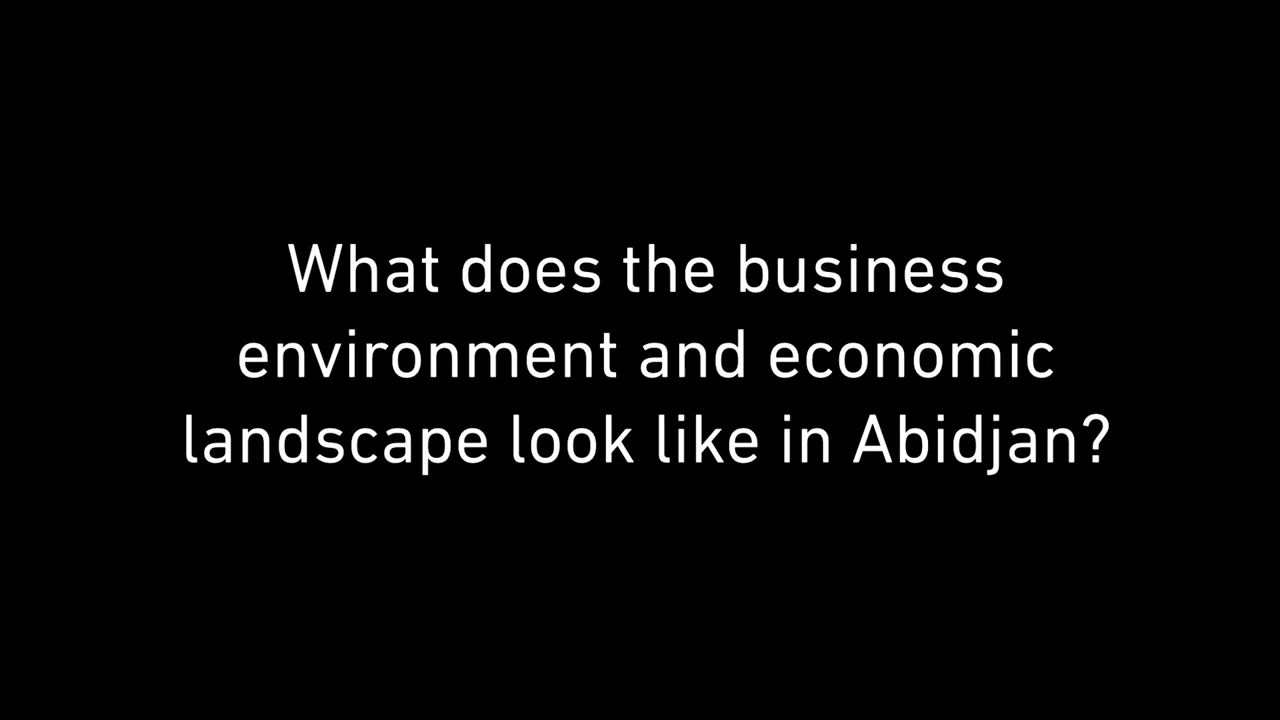 What does the business
environment and economic
landscape look like in Abidjan?